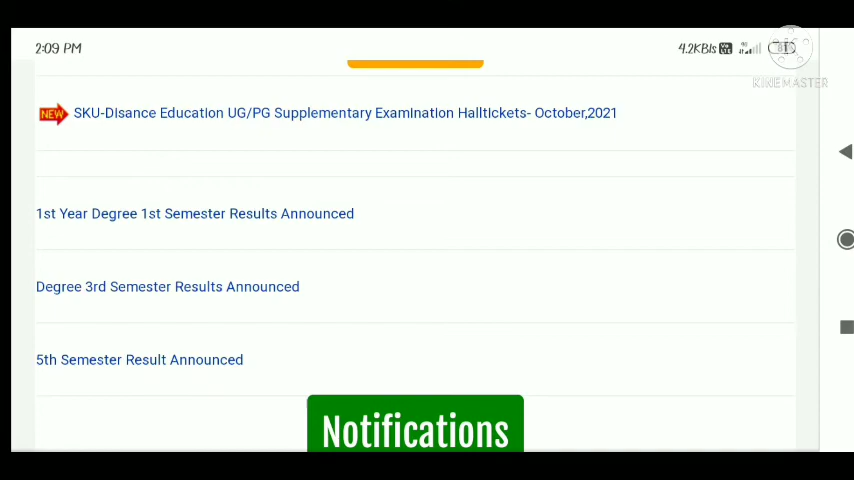 2:09 PM
4.2KB/s
KINEMASTER
NEW SKU-Disance Education UG/PG Supplementary Examination Halltickets- October,2021
1st Year Degree 1st Semester Results Announced
Degree 3rd Semester Results Announced
5th Semester Result Announced
Notifications